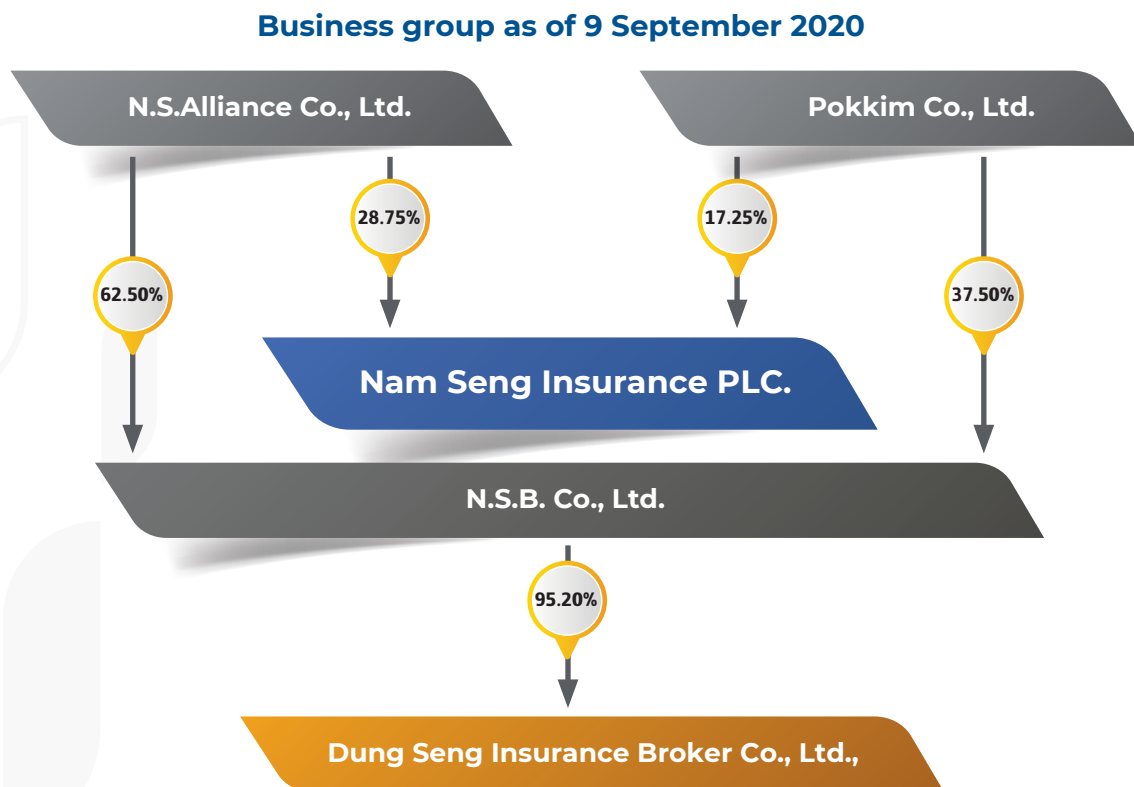 Business group as of 9 September 2020
N.S.Alliance Co., Ltd.
Pokkim Co., Ltd.
28.75%
17.25%
62.50%
37.50%
Nam Seng Insurance PLC.
N.S.B. Co., Ltd.
95.20%
Dung Seng Insurance Broker Co., Ltd.,